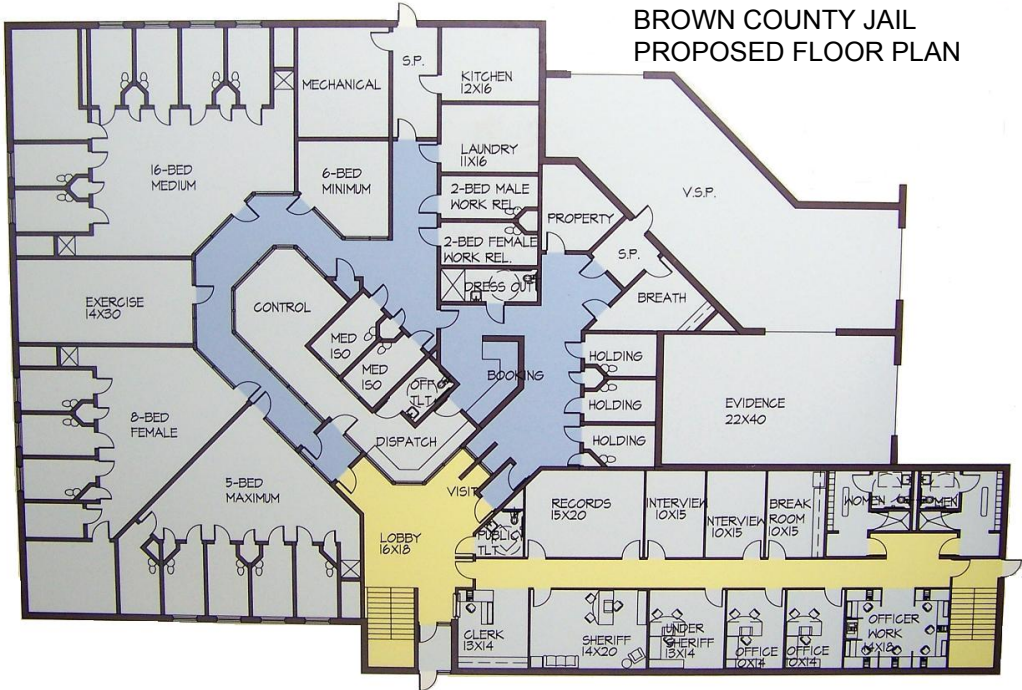 BROWN COUNTY JAIL
PROPOSED FLOOR PLAN
S.P.
MECHANICAL
KITCHEN
12X16
LAUNDRY
11X16
16-BED
MEDIUM
6-BED
MINIMUM
2-BED MALE
WORK REL.
V.S.P.
PROPERTY
2-BED FEMALE
WORK REL.
S.P.
DRESS OUT
BREATH
EXERCISE
14X30
CONTROL
MED
ISO
MED
ISO
HOLDING
BOOKING
OFF.
TLT.
HOLDING
EVIDENCE
22X40
8-BED
FEMALE
DISPATCH
HOLDING
5-BED
MAXIMUM
VISIT
RECORDS
15X20
INTERVIEW
10X15
INTERVIEW
10X15
BREAK
ROOM
10X15
WOMEN
MEN
LOBBY
16X18
PUBLIC
TLT.
CLERK
13X14
SHERIFF
14X20
UNDER
SHERIFF
13X14
OFFICE
10X14
OFFICE
10X14
OFFICER
WORK
14X18